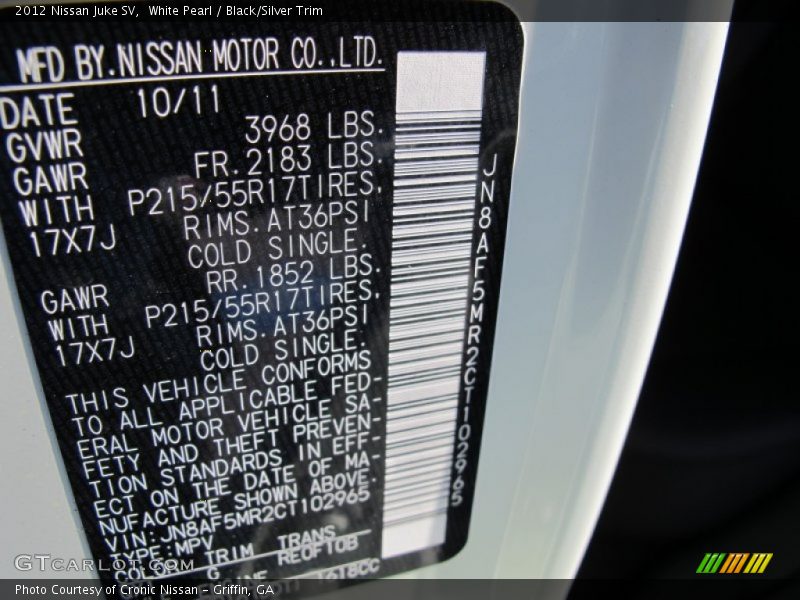 2012 Nissan Juke SV,  White Pearl / Black/Silver Trim
MFD BY.NISSAN MOTOR CO.,LTD.
DATE 10/11
GVWR 3968 LBS.
GAWR FR.2183 LBS.
WITH P215/55R17TIRES.
17X7J RIMS.AT36PSI
COLD SINGLE.
GAWR RR.1852 LBS.
WITH P215/55R17TIRES.
17X7J RIMS.AT36PSI
COLD SINGLE.
THIS VEHICLE CONFORMS
TO ALL APPLICABLE FED-
ERAL MOTOR VEHICLE SA-
FETY AND THEFT PREVEN-
TION STANDARDS IN EFF-
ECT ON THE DATE OF MA-
NUFACTURE SHOWN ABOVE.
VIN:JN8AF5MR2CT102965
TYPE:MPV
TRIM TRANS
G REOF10B
1618CC
JN8AF5MR2CT102965
GTCarLot.com
Photo Courtesy of Cronic Nissan - Griffin, GA